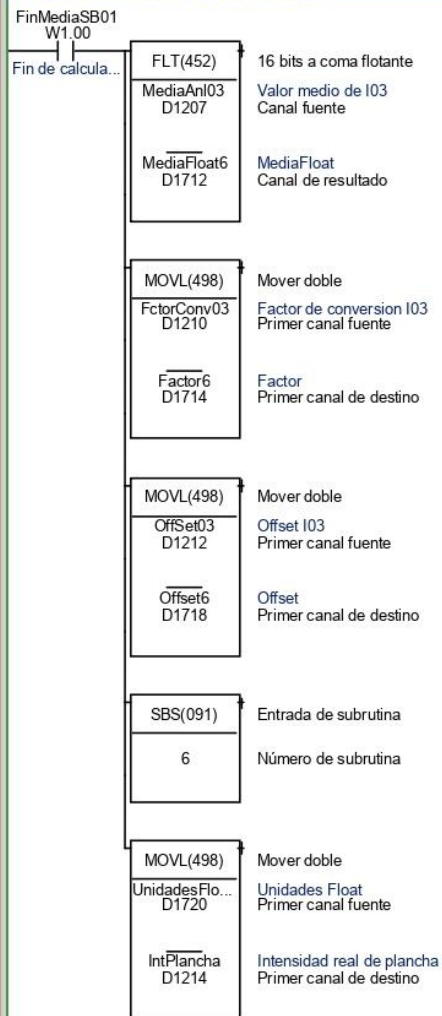 FinMediaSB01
W1.00
Fin de calcula...
FLT(452)
16 bits a coma flotante
MediaAnI03
Valor medio de I03
D1207
Canal fuente
MediaFloat6
MediaFloat
D1712
Canal de resultado
MOVL(498)
Mover doble
FctorConv03
Factor de conversion I03
D1210
Primer canal fuente
Factor6
Factor
D1714
Primer canal de destino
MOVL(498)
Mover doble
OffSet03
Offset I03
D1212
Primer canal fuente
Offset6
Offset
D1718
Primer canal de destino
SBS(091)
Entrada de subrutina
6
Número de subrutina
MOVL(498)
Mover doble
UnidadesFlo...
Unidades Float
D1720
Primer canal fuente
IntPlancha
Intensidad real de plancha
D1214
Primer canal de destino